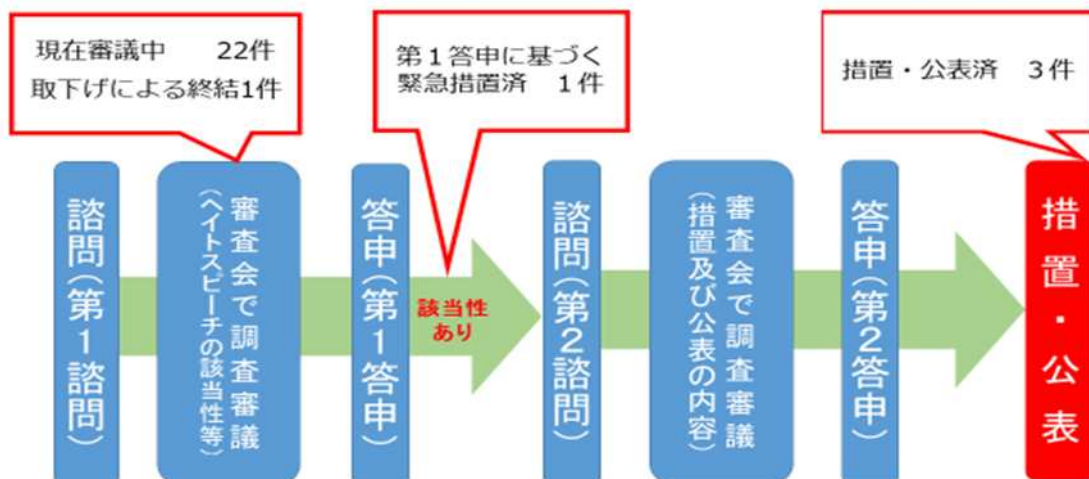 現在審議中　22件
取下げによる終結1件
第１答申に基づく
緊急措置済　１件
措置・公表済　３件
諮問（第１諮問）
審査会で調査審議
（ヘイトスピーチの該当性等）
答申（第１答申）
該当性
あり
諮問（第２諮問）
審査会で調査審議
（措置及び公表の内容）
答申（第２答申）
措置・公表